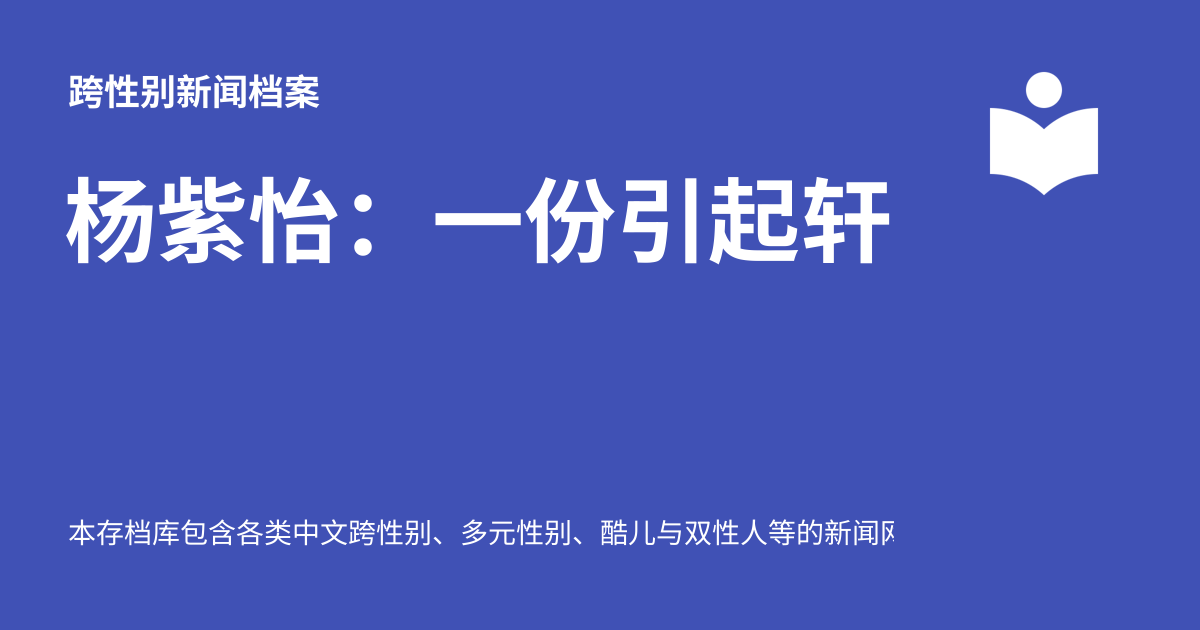 跨性别新闻档案
杨紫怡：一份引起轩
本存档库包含各类中文跨性别、多元性别、酷儿与双性人等的新闻